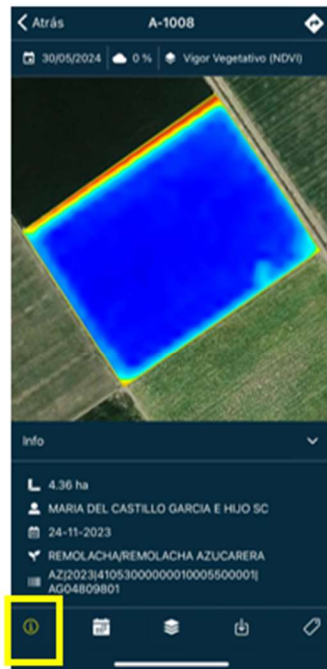 Atrás
A-1008
30/05/2024 0 % Vigor Vegetativo (NDVI)
Info
4.36 ha
MARIA DEL CASTILLO GARCIA E HIJO SC
24-11-2023
REMOLACHA/REMOLACHA AZUCARERA
AZ|2023|41053000000010005500001|
AG04809801